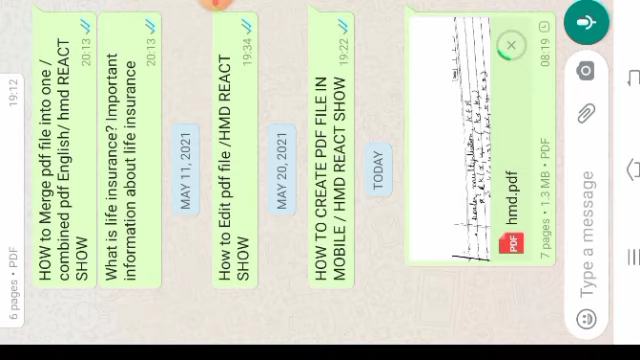 19:12
6 pages • PDF
HOW to Merge pdf file into one /
combined pdf English/ hmd REACT
SHOW
20:13
What is life insurance? Important
information about life insurance
20:13
MAY 11, 2021
How to Edit pdf file /HMD REACT
SHOW
19:34
MAY 20, 2021
HOW TO CREATE PDF FILE IN
MOBILE / HMD REACT SHOW
19:22
TODAY
PDF
hmd.pdf
7 pages • 1.3 MB • PDF
08:19
Type a message